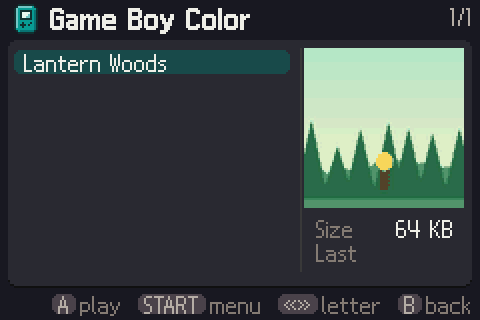 Game Boy Color
1/1
Lantern Woods
Size 64 KB
Last
A play START menu «» letter B back